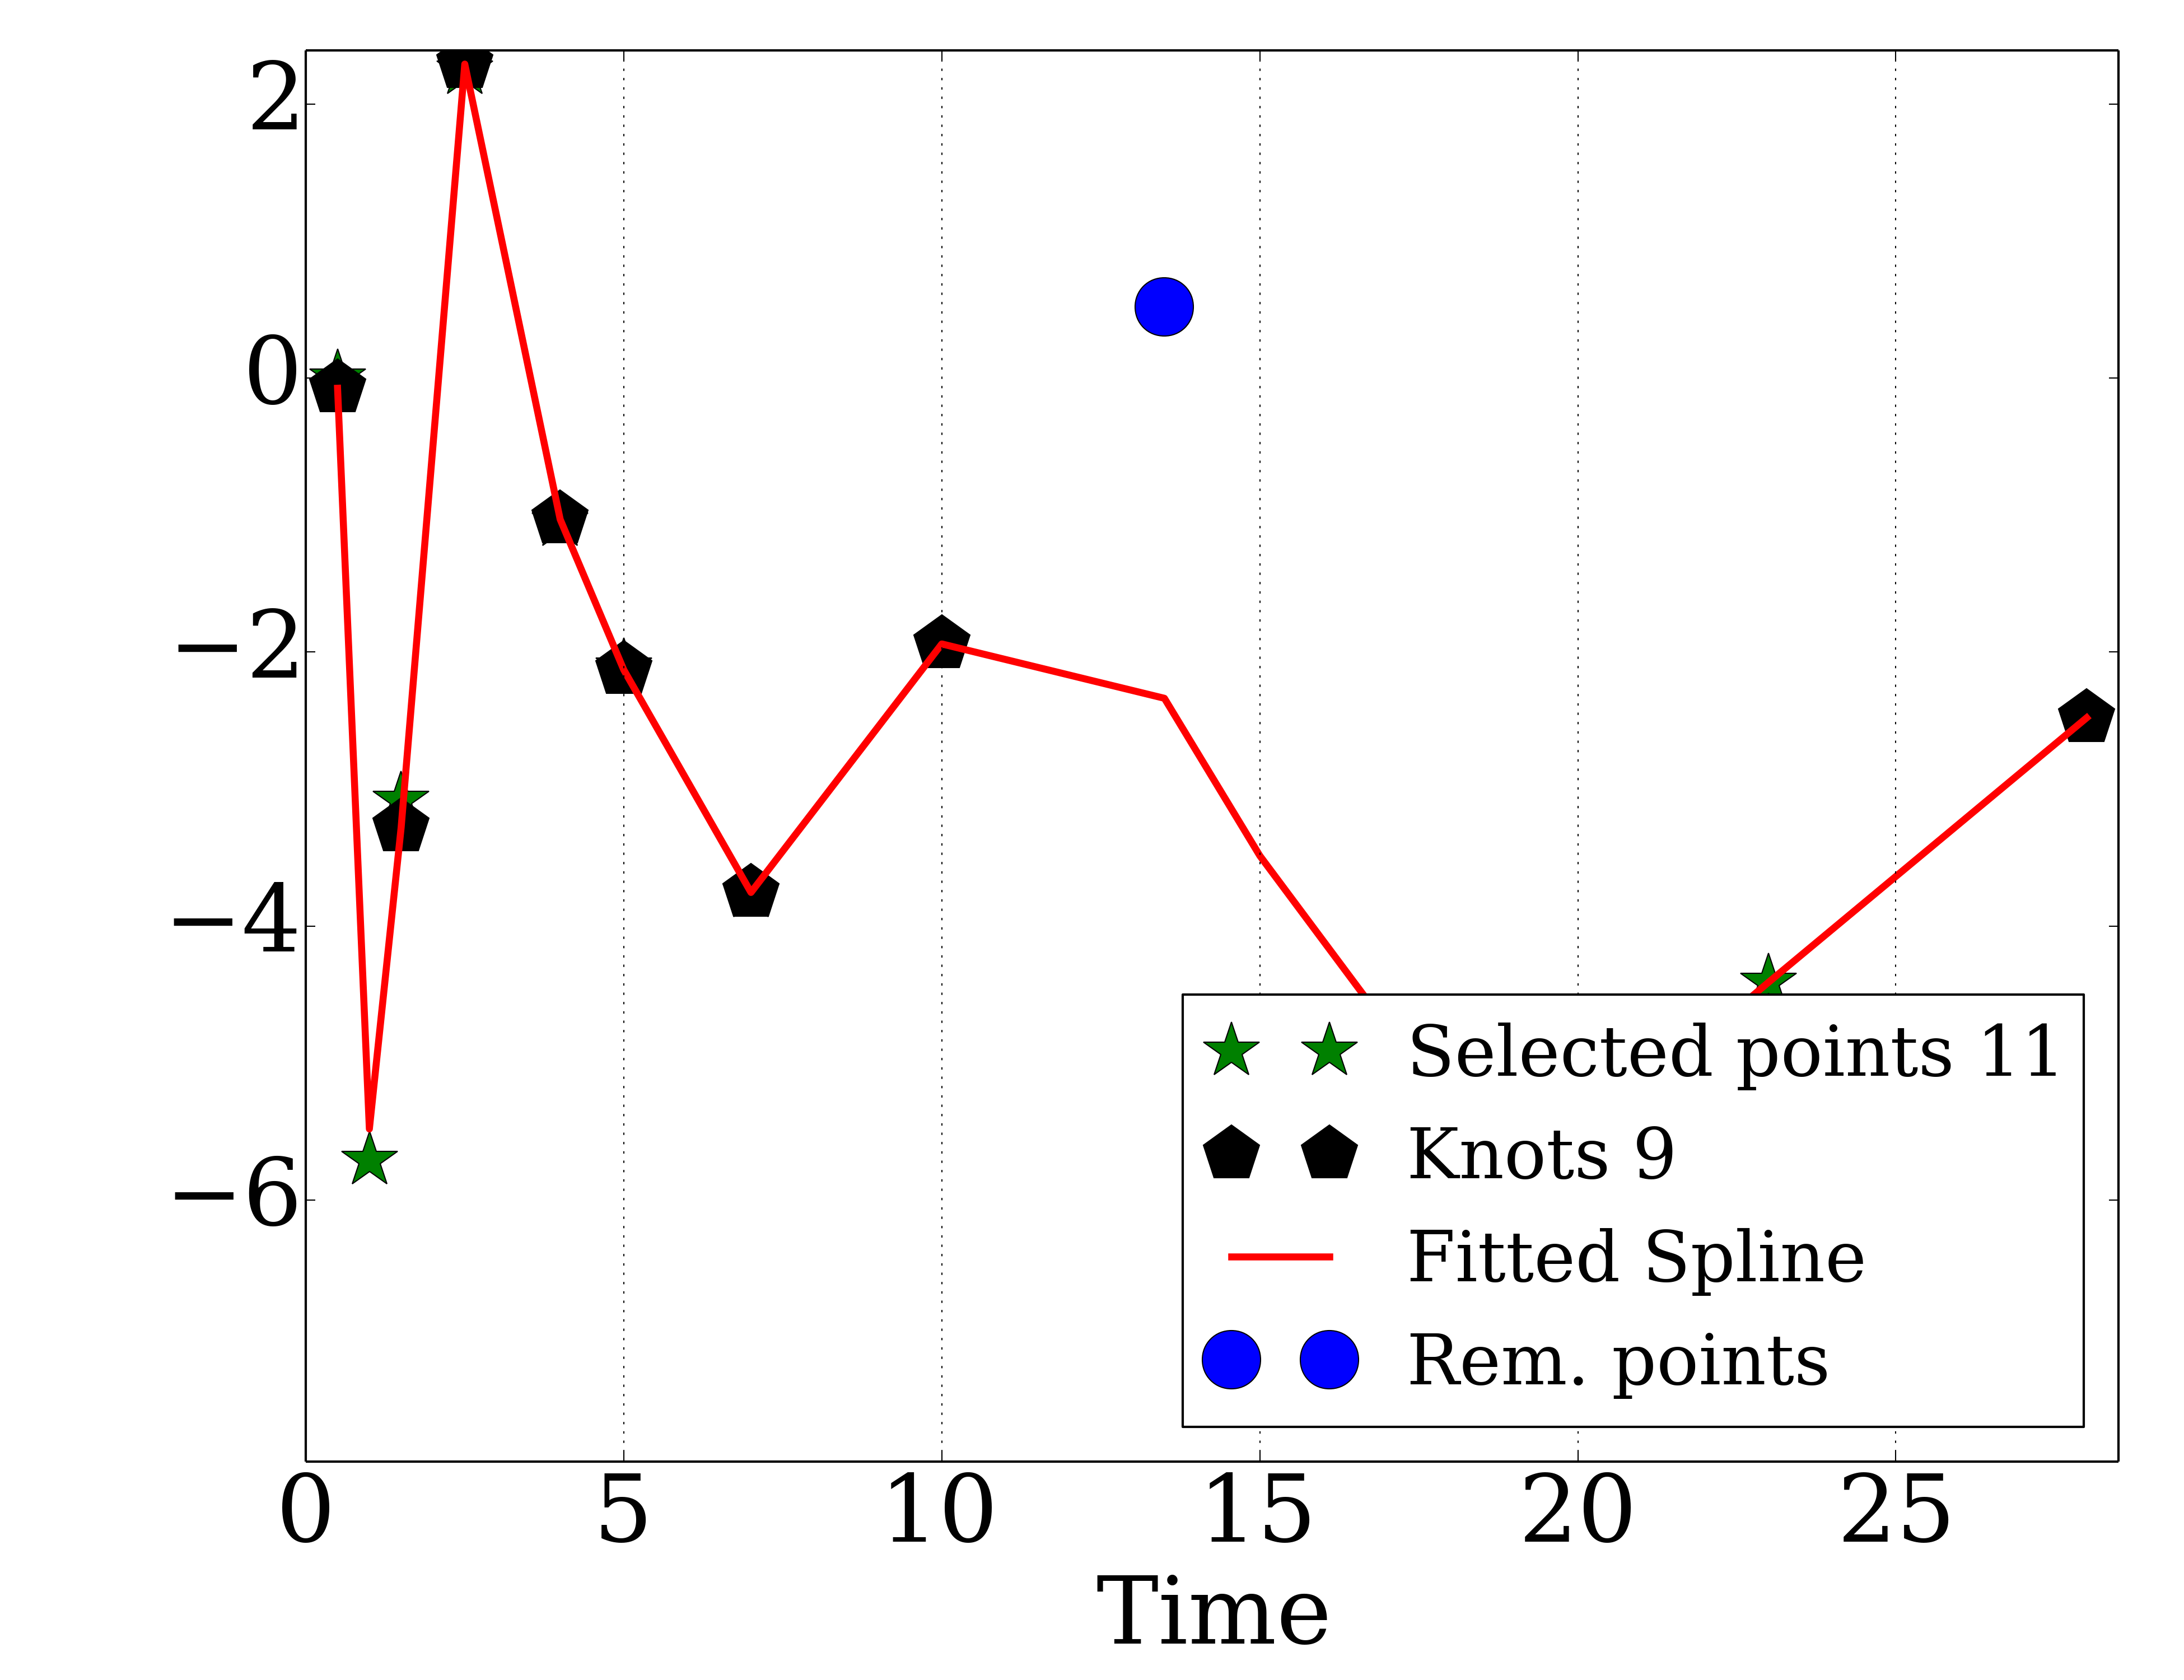 2
0
−2
−4
−6
0 5 10 15 20 25
Time
Selected points 11
Knots 9
Fitted Spline
Rem. points